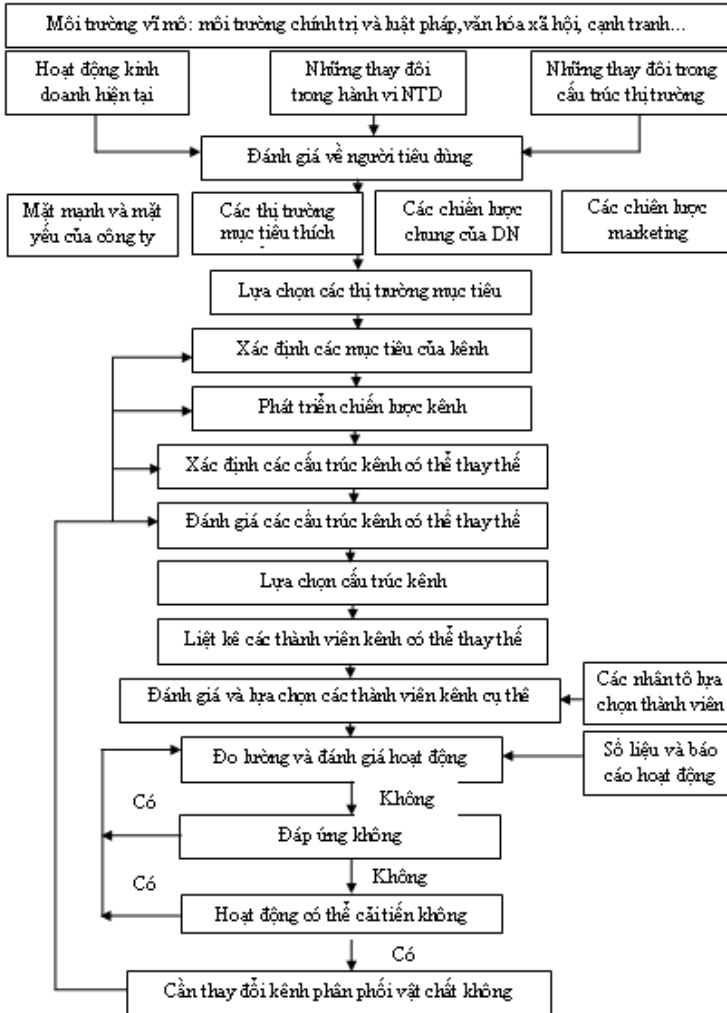 Môi trường vĩ mô: môi trường chính trị và luật pháp,văn hóa xã hội, cạnh tranh...
Hoạt động kinh
doanh hiện tại
Những thay đổi
trong hành vi NTD
Những thay đổi trong
cấu trúc thị trường
Đánh giá về người tiêu dùng
Mặt mạnh và mặt
yếu của công ty
Các thị trường
mục tiêu thích
Các chiến lược
chung của DN
Các chiến lược
marketing
Lựa chọn các thị trường mục tiêu
Xác định các mục tiêu của kênh
Phát triển chiến lược kênh
Xác định các cấu trúc kênh có thể thay thế
Đánh giá các cấu trúc kênh có thể thay thế
Lựa chọn cấu trúc kênh
Liệt kê các thành viên kênh có thể thay thế
Đánh giá và lựa chọn các thành viên kênh cụ thể
Các nhân tố lựa
chọn thành viên
Đo lường và đánh giá hoạt động
Số liệu và báo
cáo hoạt động
Có
Không
Đáp ứng không
Có
Không
Hoạt động có thể cải tiến không
Có
Cần thay đổi kênh phân phối vật chất không